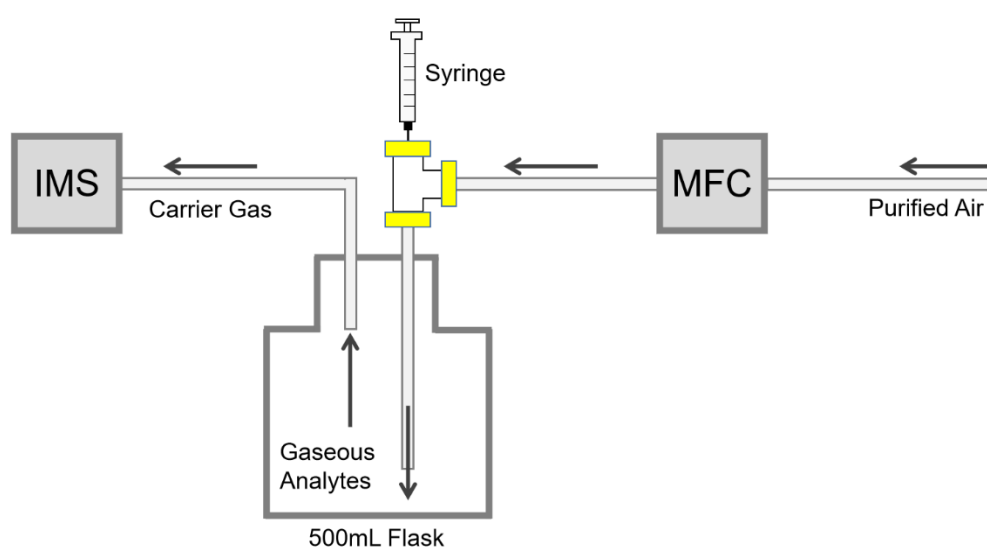 Syringe
IMS
MFC
Carrier Gas
Purified Air
Gaseous
Analytes
500mL Flask